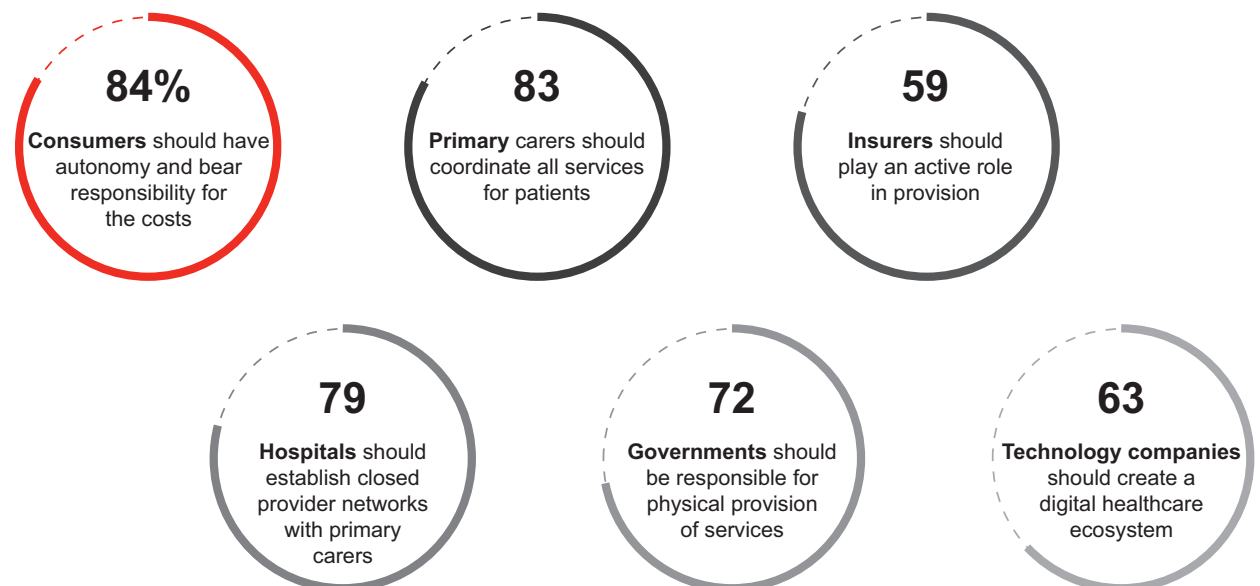 84%
Consumers should have
autonomy and bear
responsibility for
the costs
83
Primary carers should
coordinate all services
for patients
59
Insurers should
play an active role
in provision
79
Hospitals should
establish closed
provider networks
with primary
carers
72
Governments should
be responsible for
physical provision
of services
63
Technology companies
should create a
digital healthcare
ecosystem